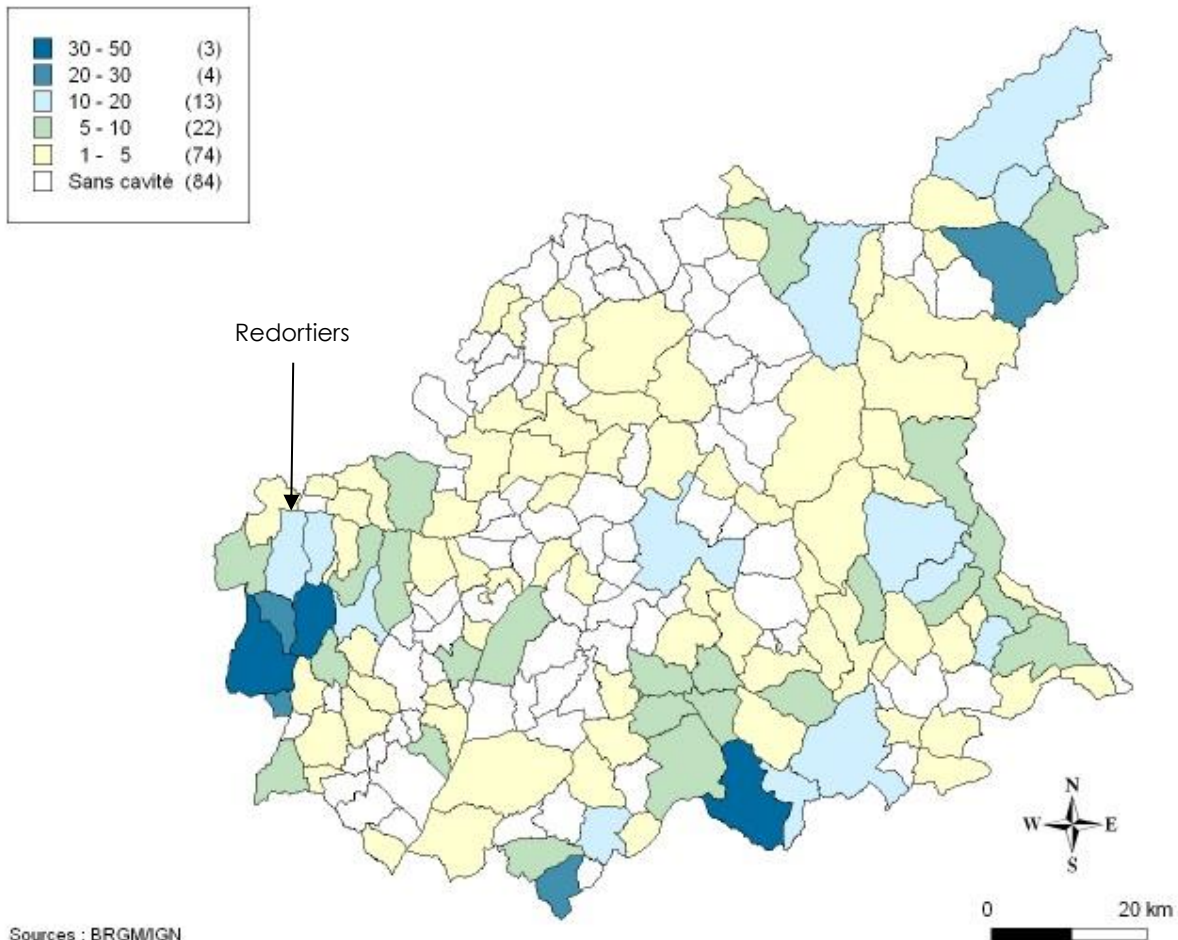 30 - 50 (3)
20 - 30 (4)
10 - 20 (13)
5 - 10 (22)
1 - 5 (74)
Sans cavité (84)
Redortiers
N
W E
S
0 20 km
Sources : BRGM/IGN